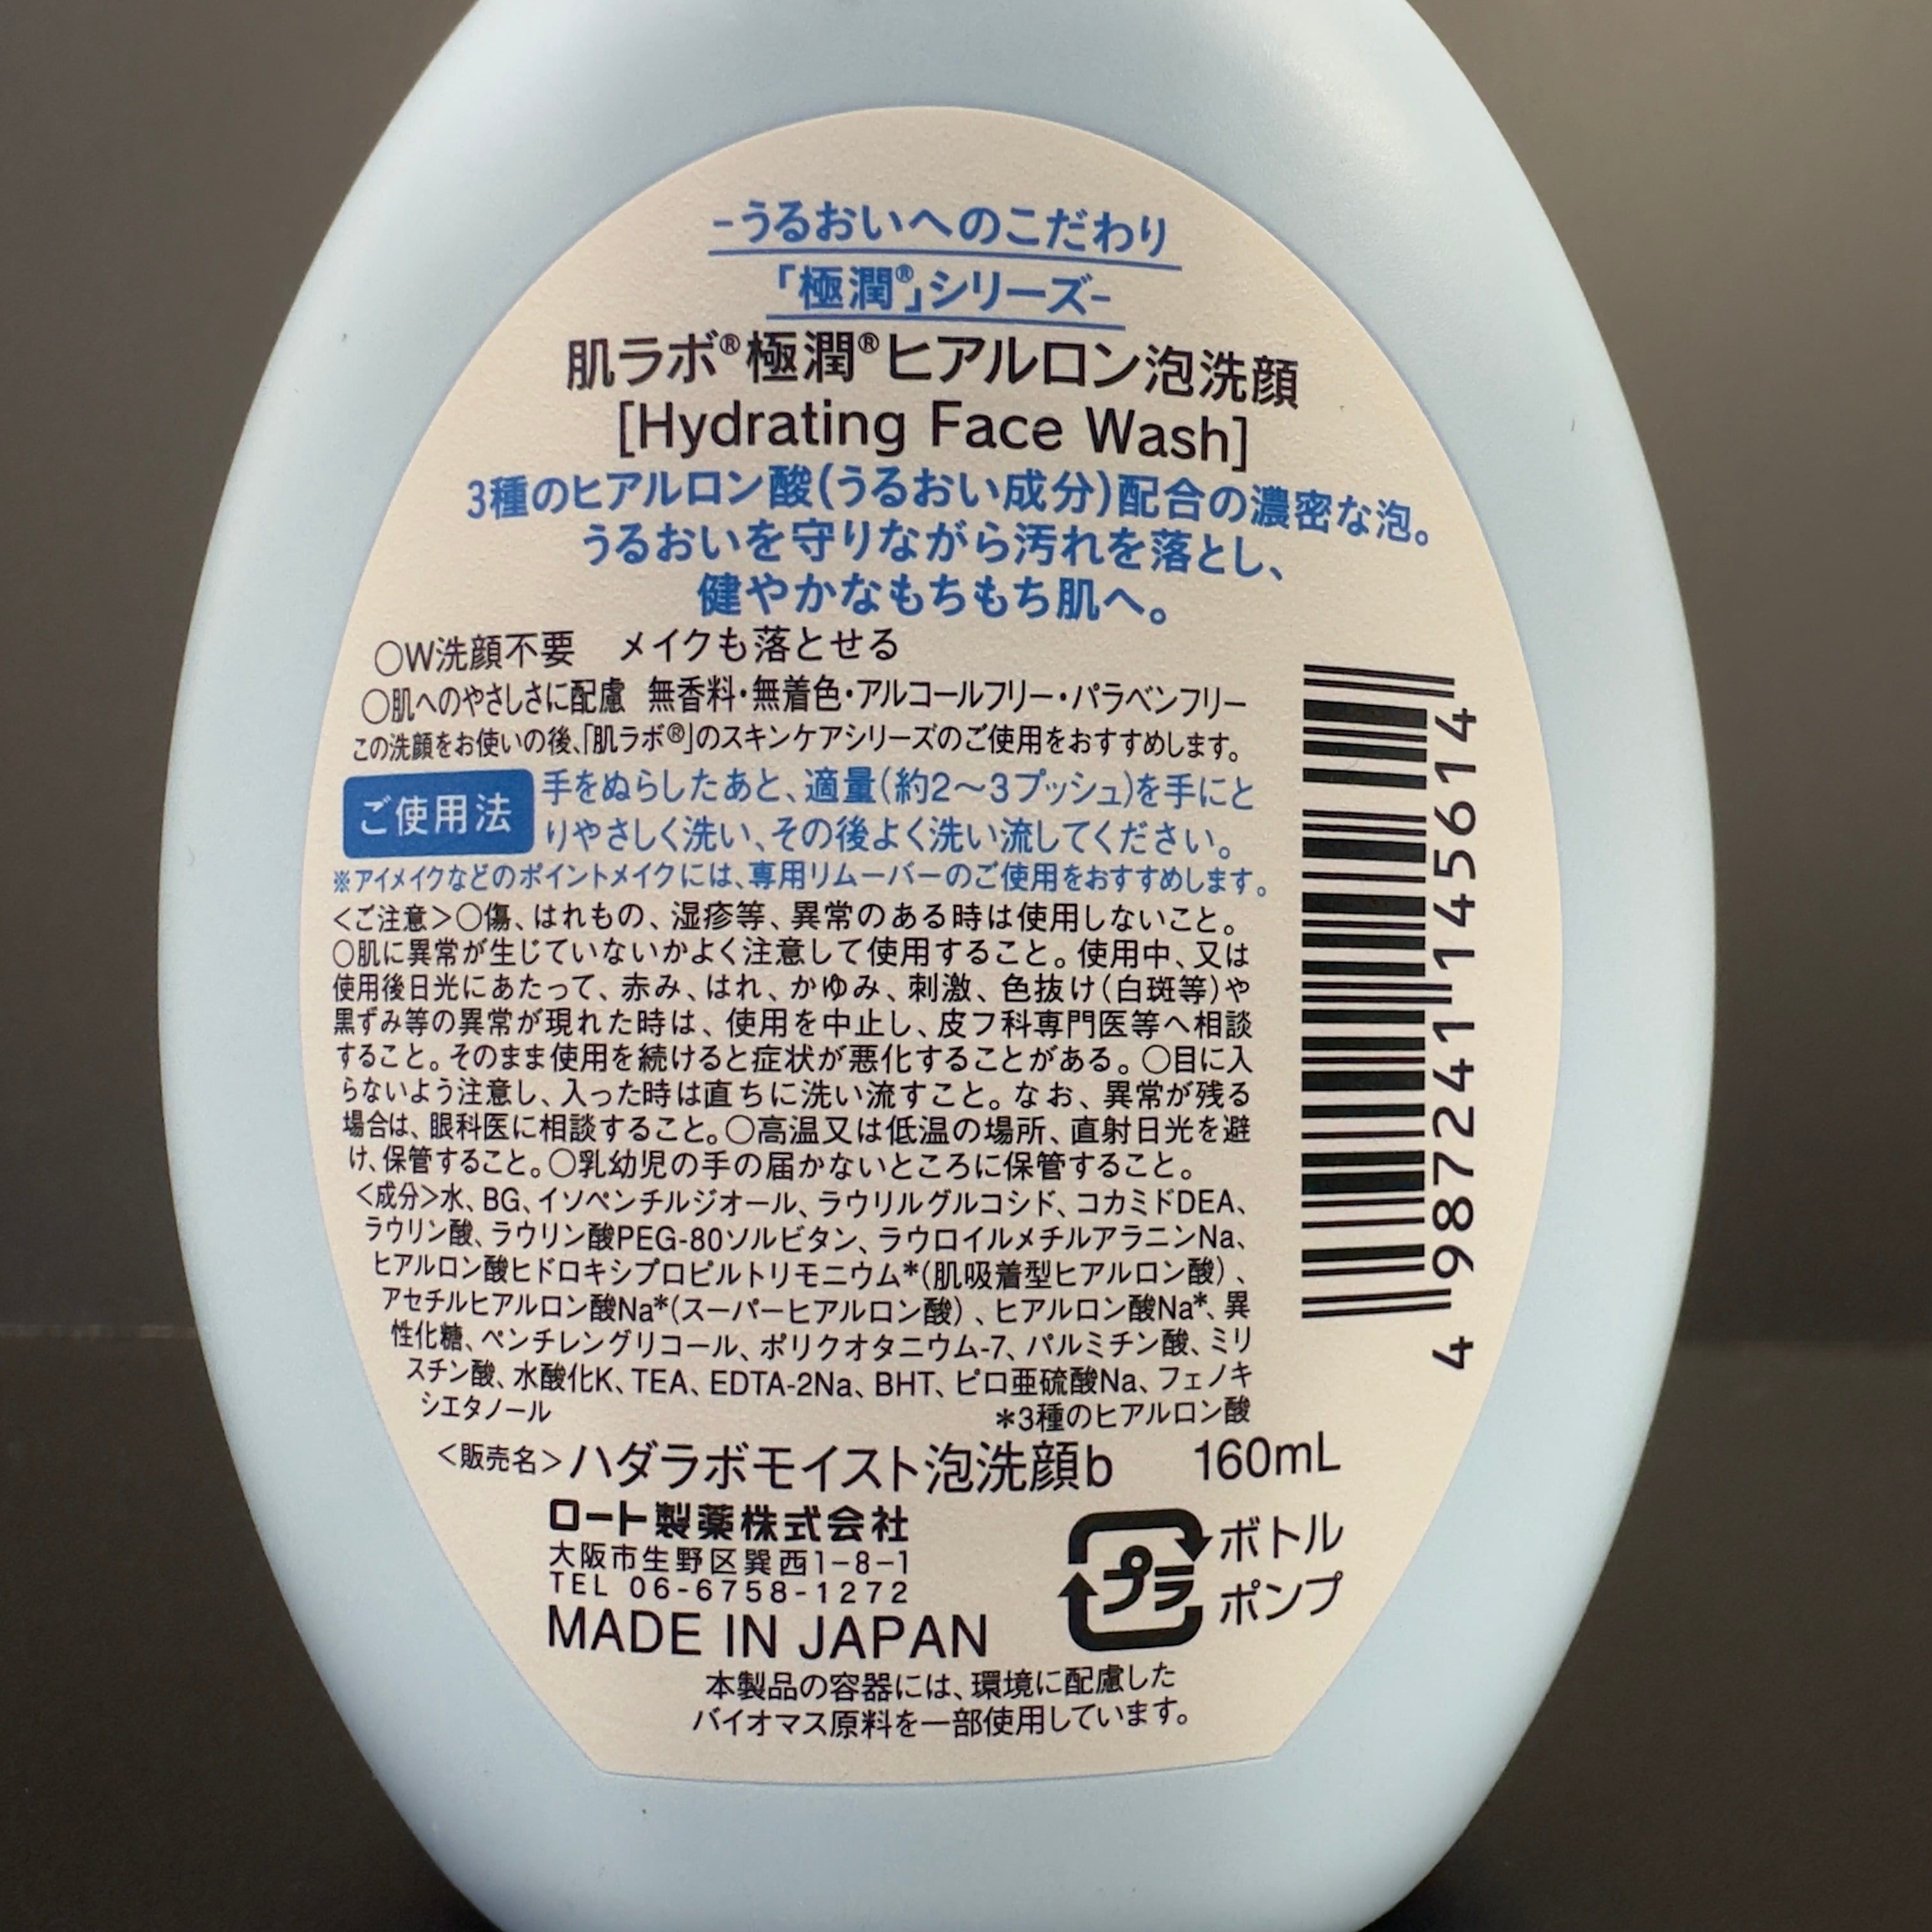 -うるおいへのこだわり
「極潤®」シリーズ-
肌ラボ®極潤®ヒアルロン泡洗顔
[Hydrating Face Wash]
3種のヒアルロン酸(うるおい成分)配合の濃密な泡。
うるおいを守りながら汚れを落とし、
健やかなもちもち肌へ。
○W洗顔不要　メイクも落とせる
○肌へのやさしさに配慮　無香料・無着色・アルコールフリー・パラベンフリー
この洗顔をお使いの後、「肌ラボ®」のスキンケアシリーズのご使用をおすすめします。
ご使用法
手をぬらしたあと、適量(約2～3プッシュ)を手にと
りやさしく洗い、その後よく洗い流してください。
※アイメイクなどのポイントメイクには、専用リムーバーのご使用をおすすめします。
<ご注意>○傷、はれもの、湿疹等、異常のある時は使用しないこと。
○肌に異常が生じていないかよく注意して使用すること。使用中、又は
使用後日光にあたって、赤み、はれ、かゆみ、刺激、色抜け(白斑等)や
黒ずみ等の異常が現れた時は、使用を中止し、皮フ科専門医等へ相談
すること。そのまま使用を続けると症状が悪化することがある。○目に入
らないよう注意し、入った時は直ちに洗い流すこと。なお、異常が残る
場合は、眼科医に相談すること。○高温又は低温の場所、直射日光を避
け、保管すること。○乳幼児の手の届かないところに保管すること。
<成分>水、BG、イソペンチルジオール、ラウリルグルコシド、コカミドDEA、
ラウリン酸、ラウリン酸PEG-80ソルビタン、ラウロイルメチルアラニンNa、
ヒアルロン酸ヒドロキシプロピルトリモニウム*(肌吸着型ヒアルロン酸)、
アセチルヒアルロン酸Na*(スーパーヒアルロン酸)、ヒアルロン酸Na*、異
性化糖、ペンチレングリコール、ポリクオタニウム-7、パルミチン酸、ミリ
スチン酸、水酸化K、TEA、EDTA-2Na、BHT、ピロ亜硫酸Na、フェノキ
シエタノール
*3種のヒアルロン酸
<販売名>ハダラボモイスト泡洗顔b　160mL
ロート製薬株式会社
大阪市生野区巽西1-8-1
TEL 06-6758-1272
MADE IN JAPAN
プラ
ボトル
ポンプ
本製品の容器には、環境に配慮した
バイオマス原料を一部使用しています。
4 987241 145614